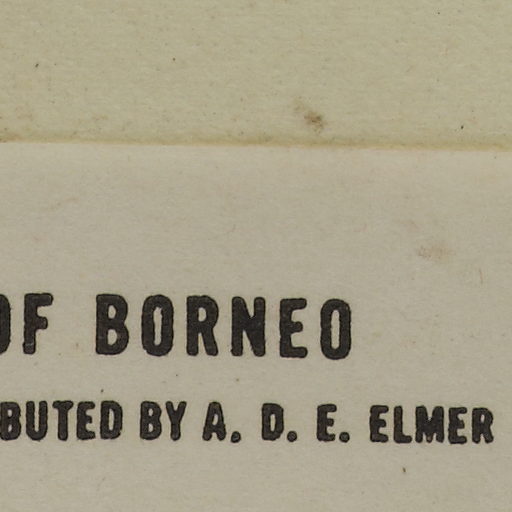 OF BORNEO
BUTED BY A. D. E. ELMER